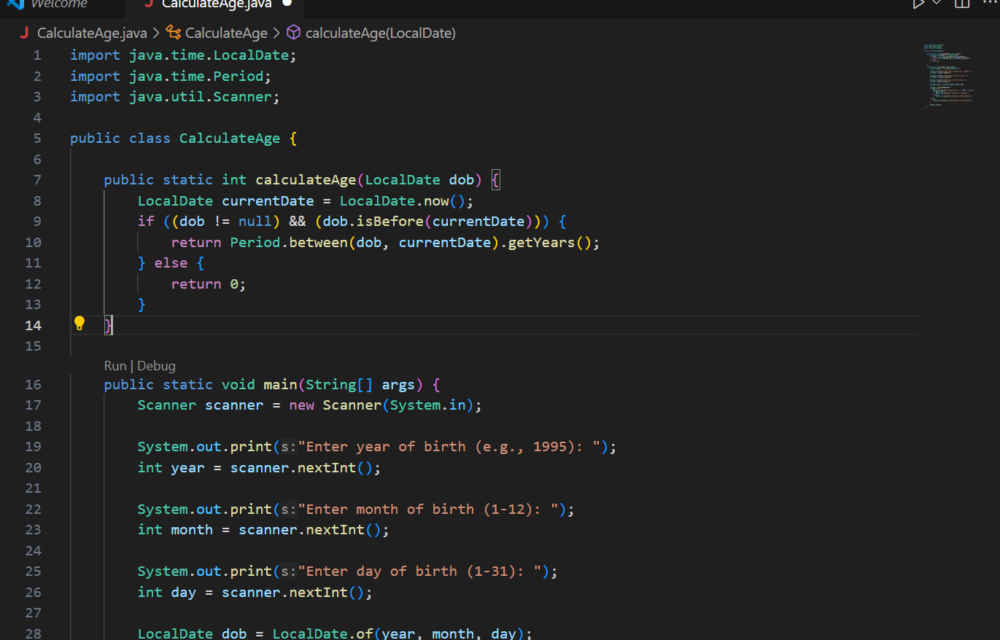 Welcome
CalculateAge.java
CalculateAge.java > CalculateAge > calculateAge(LocalDate)
1 import java.time.LocalDate;
2 import java.time.Period;
3 import java.util.Scanner;
4
5 public class CalculateAge {
6
7 public static int calculateAge(LocalDate dob) {
8 LocalDate currentDate = LocalDate.now();
9 if ((dob != null) && (dob.isBefore(currentDate))) {
10 return Period.between(dob, currentDate).getYears();
11 } else {
12 return 0;
13 }
14 }
15
Run | Debug
16 public static void main(String[] args) {
17 Scanner scanner = new Scanner(System.in);
18
19 System.out.print(s:"Enter year of birth (e.g., 1995): ");
20 int year = scanner.nextInt();
21
22 System.out.print(s:"Enter month of birth (1-12): ");
23 int month = scanner.nextInt();
24
25 System.out.print(s:"Enter day of birth (1-31): ");
26 int day = scanner.nextInt();
27
28 LocalDate dob = LocalDate.of(year, month, day);